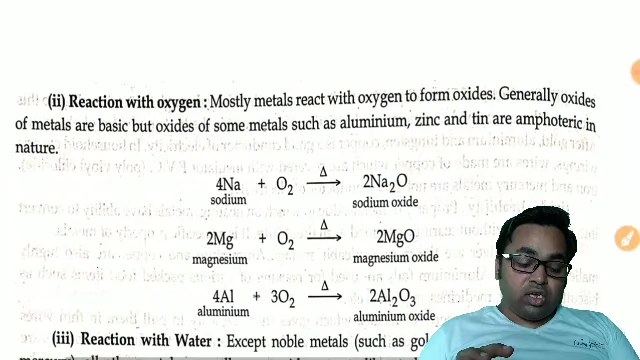 (ii) Reaction with oxygen : Mostly metals react with oxygen to form oxides. Generally oxides
of metals are basic but oxides of some metals such as aluminium, zinc and tin are amphoteric in
nature.
4Na + O₂ —Δ→ 2Na₂O
sodium sodium oxide
2Mg + O₂ —Δ→ 2MgO
magnesium magnesium oxide
4Al + 3O₂ —Δ→ 2Al₂O₃
aluminium aluminium oxide
(iii) Reaction with Water : Except noble metals (such as gol